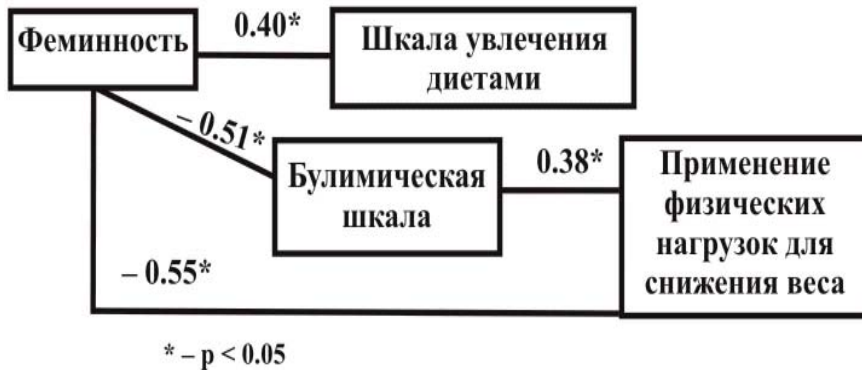 Феминность
0.40*
Шкала увлечения
диетами
– 0.51*
Булимическая
шкала
0.38*
Применение
физических
нагрузок для
снижения веса
– 0.55*
* – p < 0.05